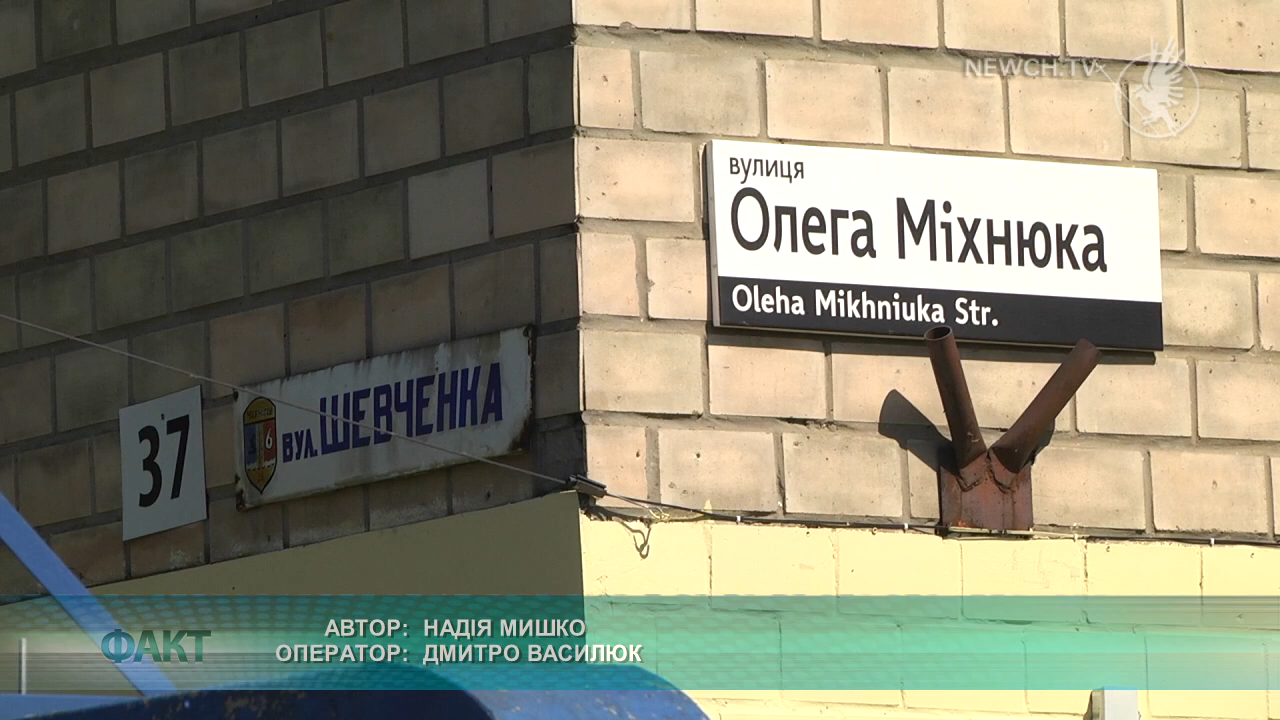 NEWCH.TV
вулиця
Олега Міхнюка
Oleha Mikhniuka Str.
37
ВУЛ. ШЕВЧЕНКА
ФАКТ
АВТОР: НАДІЯ МИШКО
ОПЕРАТОР: ДМИТРО ВАСИЛЮК